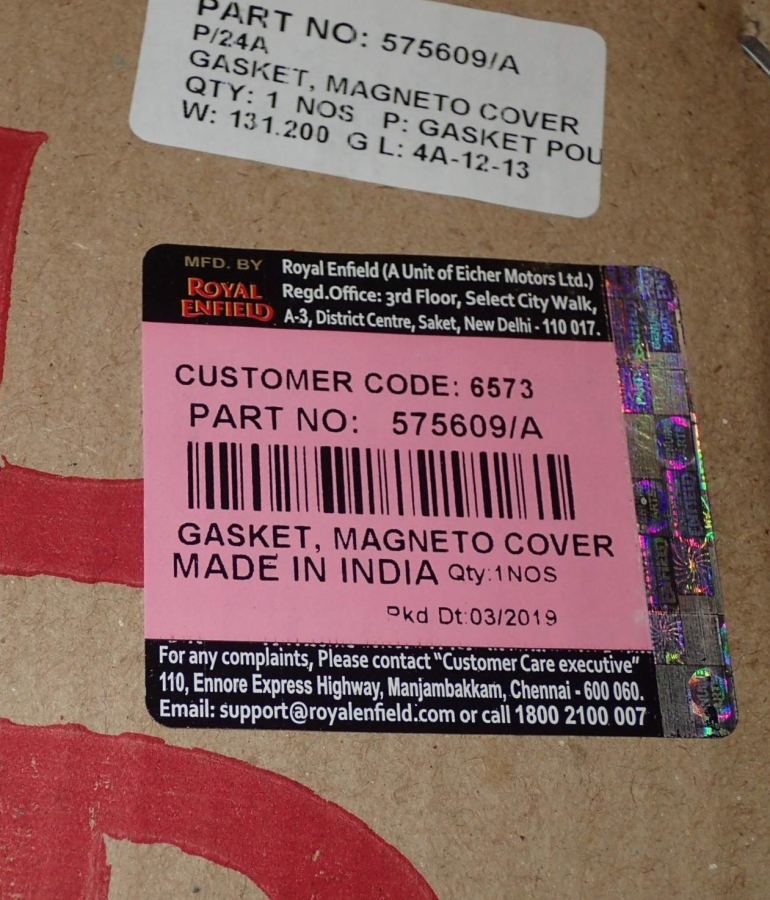 PART NO: 575609/A
P/24A
GASKET, MAGNETO COVER
QTY: 1 NOS P: GASKET POU
W: 131.200 G L: 4A-12-13
MFD. BY
ROYAL
ENFIELD
Royal Enfield (A Unit of Eicher Motors Ltd.)
Regd.Office: 3rd Floor, Select City Walk,
A-3, District Centre, Saket, New Delhi - 110 017.
CUSTOMER CODE: 6573
PART NO: 575609/A
GASKET, MAGNETO COVER
MADE IN INDIA Qty:1NOS
Pkd Dt:03/2019
For any complaints, Please contact "Customer Care executive"
110, Ennore Express Highway, Manjambakkam, Chennai - 600 060.
Email: support@royalenfield.com or call 1800 2100 007